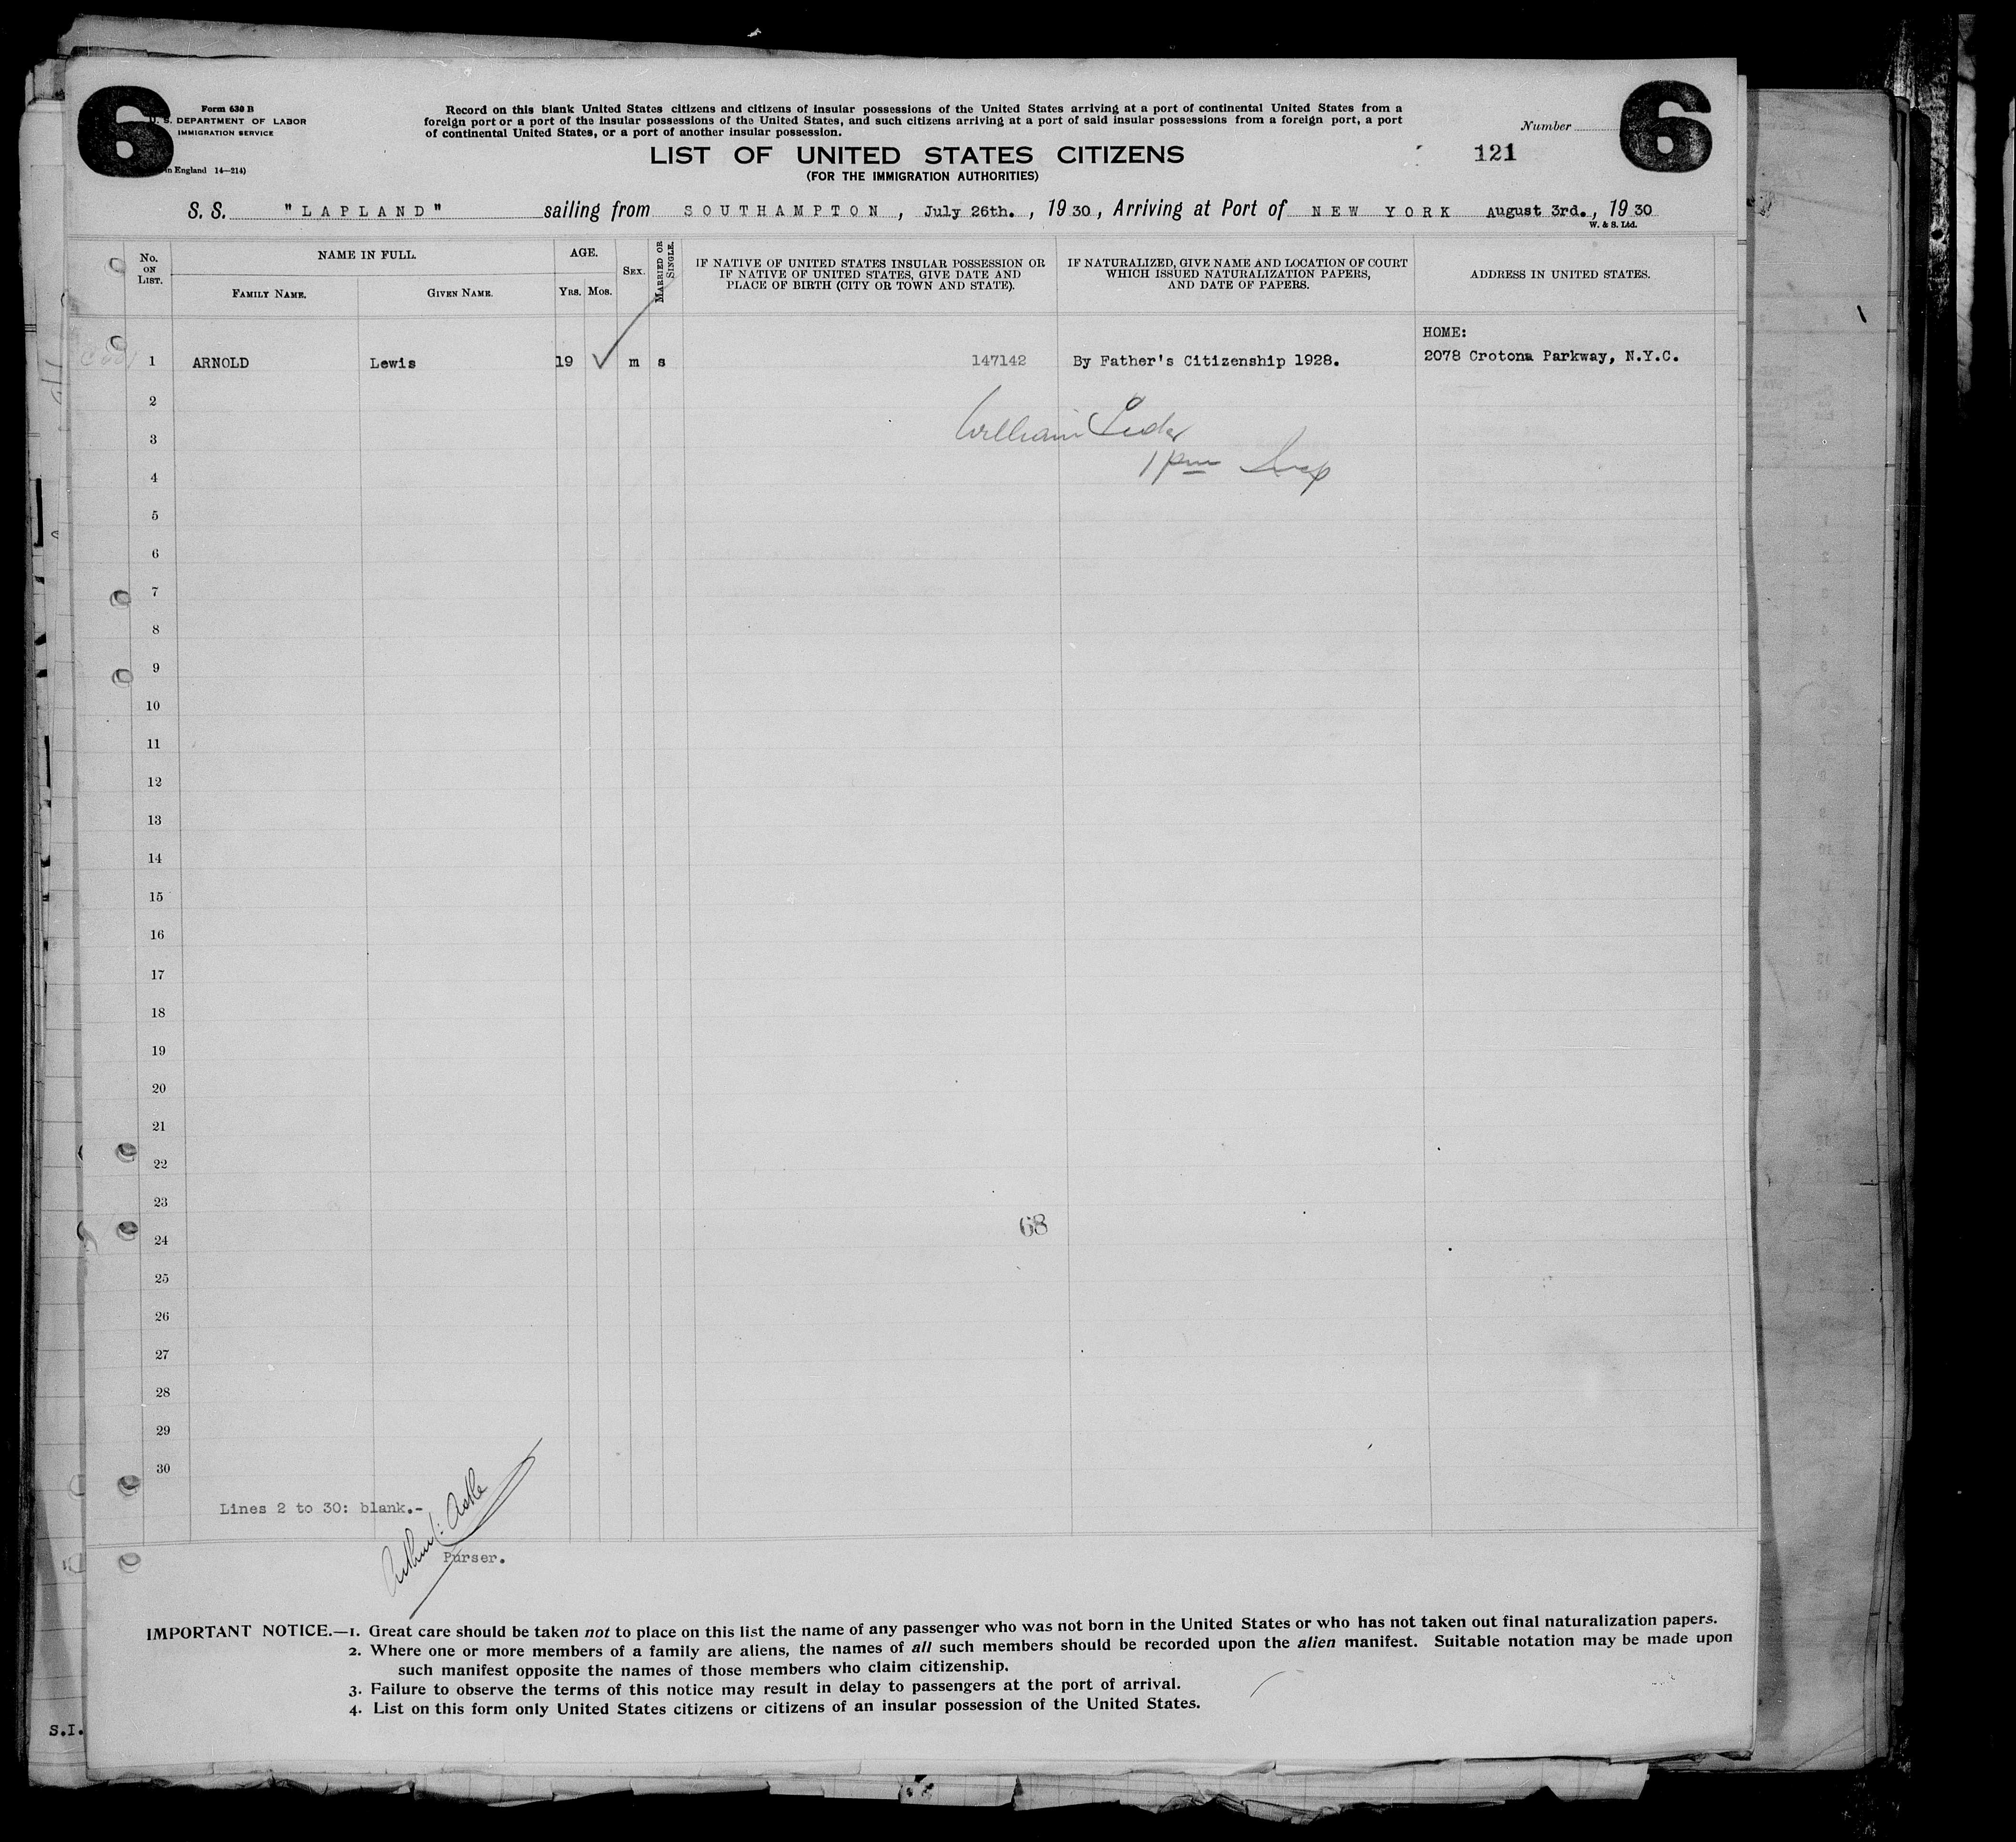 6
Form 630 B
U. S. DEPARTMENT OF LABOR
IMMIGRATION SERVICE
in England 14—214)
Record on this blank United States citizens and citizens of insular possessions of the United States arriving at a port of continental United States from a
foreign port or a port of the insular possessions of the United States, and such citizens arriving at a port of said insular possessions from a foreign port, a port
of continental United States, or a port of another insular possession.
LIST OF UNITED STATES CITIZENS
(FOR THE IMMIGRATION AUTHORITIES)
Number
121
6
S. S. "LAPLAND" sailing from SOUTHAMPTON, July 26th., 1930, Arriving at Port of NEW YORK August 3rd., 1930
W. & S. Ltd.
No. ON LIST.
NAME IN FULL.
FAMILY NAME.
GIVEN NAME.
AGE.
YRS.
MOS.
SEX.
MARRIED OR SINGLE.
IF NATIVE OF UNITED STATES INSULAR POSSESSION OR
IF NATIVE OF UNITED STATES, GIVE DATE AND
PLACE OF BIRTH (CITY OR TOWN AND STATE).
IF NATURALIZED, GIVE NAME AND LOCATION OF COURT
WHICH ISSUED NATURALIZATION PAPERS,
AND DATE OF PAPERS.
ADDRESS IN UNITED STATES.
HOME:
1 ARNOLD Lewis 19 ✓ m s 147142 By Father's Citizenship 1928. 2078 Crotona Parkway, N.Y.C.
2
William
3
1 pm
4
5
6
7
8
9
10
11
12
13
14
15
16
17
18
19
20
21
22
23
68
24
25
26
27
28
29
30
Lines 2 to 30: blank.-
Purser.
IMPORTANT NOTICE.—1. Great care should be taken not to place on this list the name of any passenger who was not born in the United States or who has not taken out final naturalization papers.
2. Where one or more members of a family are aliens, the names of all such members should be recorded upon the alien manifest. Suitable notation may be made upon
such manifest opposite the names of those members who claim citizenship.
3. Failure to observe the terms of this notice may result in delay to passengers at the port of arrival.
4. List on this form only United States citizens or citizens of an insular possession of the United States.
S.I.